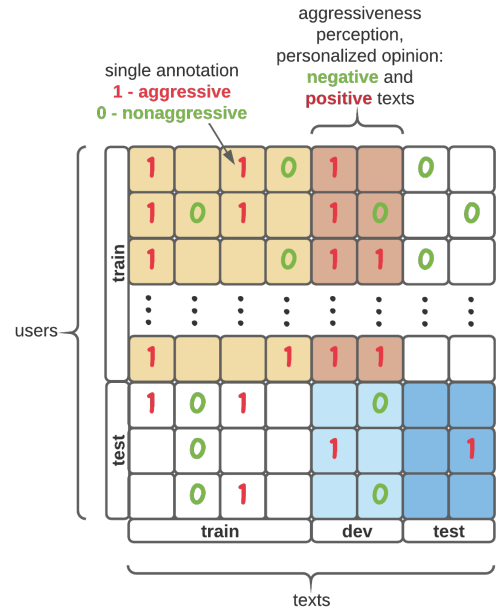 aggressiveness
perception,
personalized opinion:
negative and
positive texts
single annotation
1 - aggressive
0 - nonaggressive
1 1 0 1 0
1 0 1 1 0 0
1 0 1 1 0
1 1 1 1
1 0 1 0
0 1 1
0 1 0
users
train
test
train dev test
texts